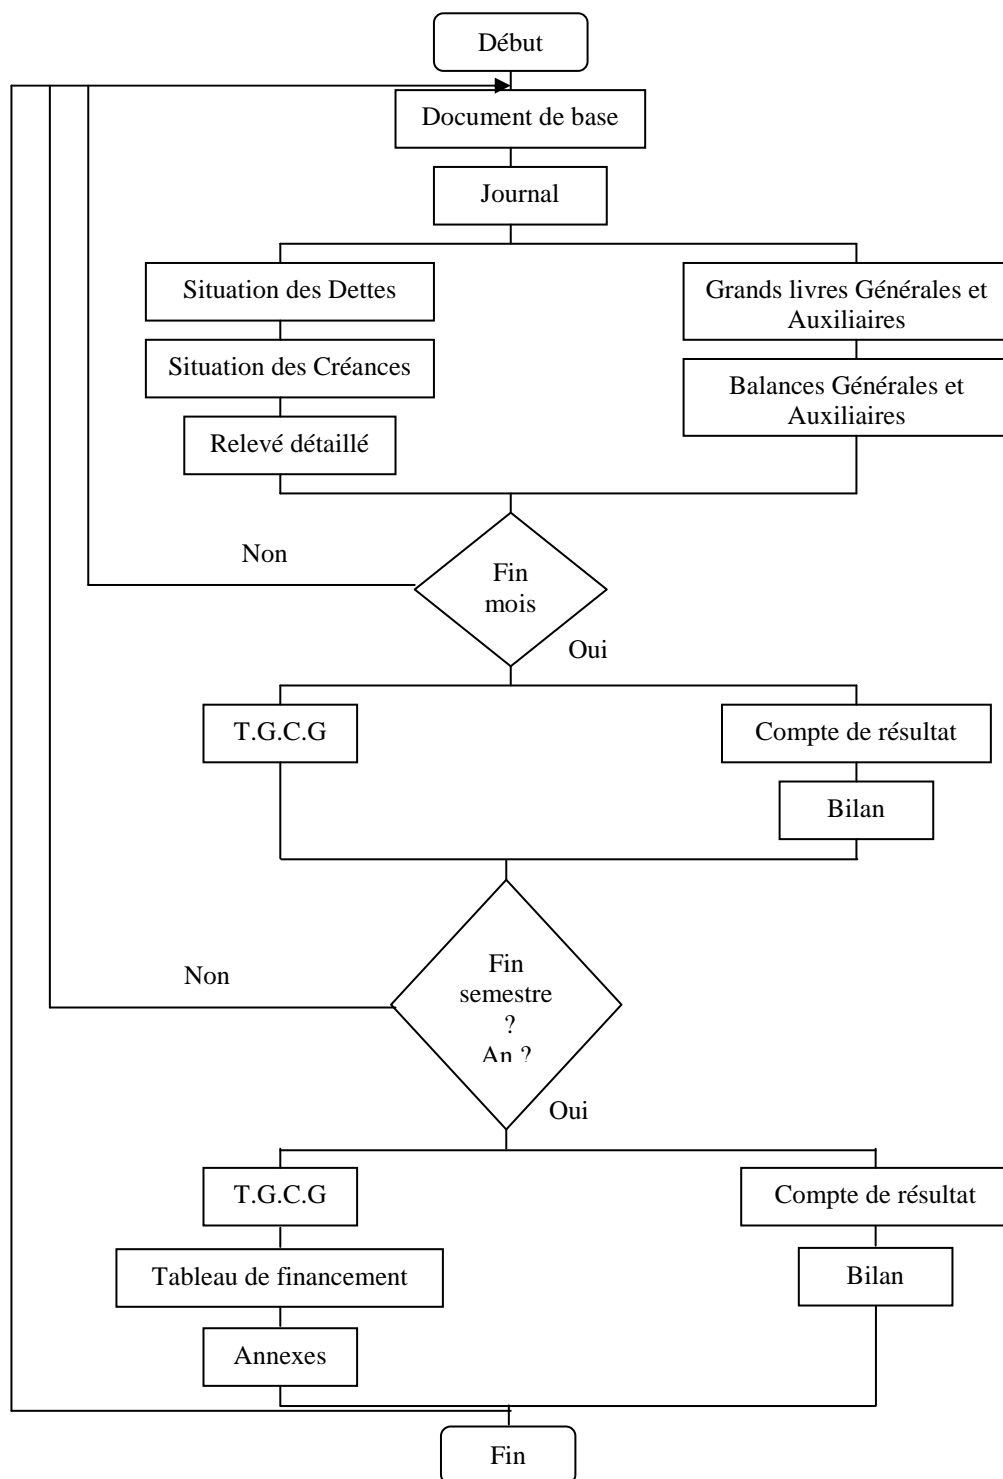 Début
Document de base
Journal
Situation des Dettes
Grands livres Générales et
Auxiliaires
Situation des Créances
Balances Générales et
Auxiliaires
Relevé détaillé
Non
Fin
mois
Oui
T.G.C.G
Compte de résultat
Bilan
Non
Fin
semestre
?
An ?
Oui
T.G.C.G
Compte de résultat
Tableau de financement
Bilan
Annexes
Fin